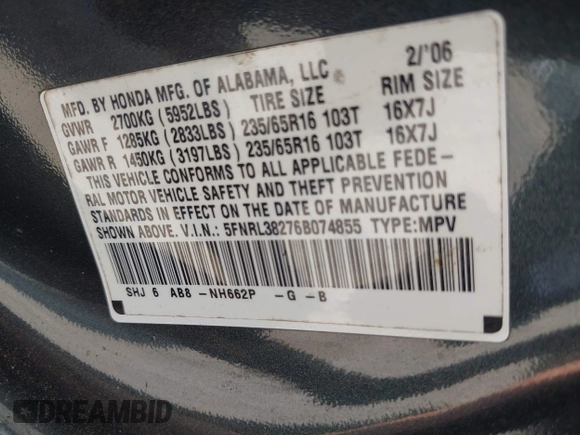 MFD. BY HONDA MFG. OF ALABAMA, LLC 2/'06
GVWR 2700KG (5952LBS) TIRE SIZE RIM SIZE
GAWR F 1285KG (2833LBS) 235/65R16 103T 16X7J
GAWR R 1450KG (3197LBS) 235/65R16 103T 16X7J
THIS VEHICLE CONFORMS TO ALL APPLICABLE FEDE-
RAL MOTOR VEHICLE SAFETY AND THEFT PREVENTION
STANDARDS IN EFFECT ON THE DATE OF MANUFACTURE
SHOWN ABOVE. V.I.N.: 5FNRL38276B074855 TYPE:MPV
SHJ 6 AB8 -NH662P -G -B
DREAMBID